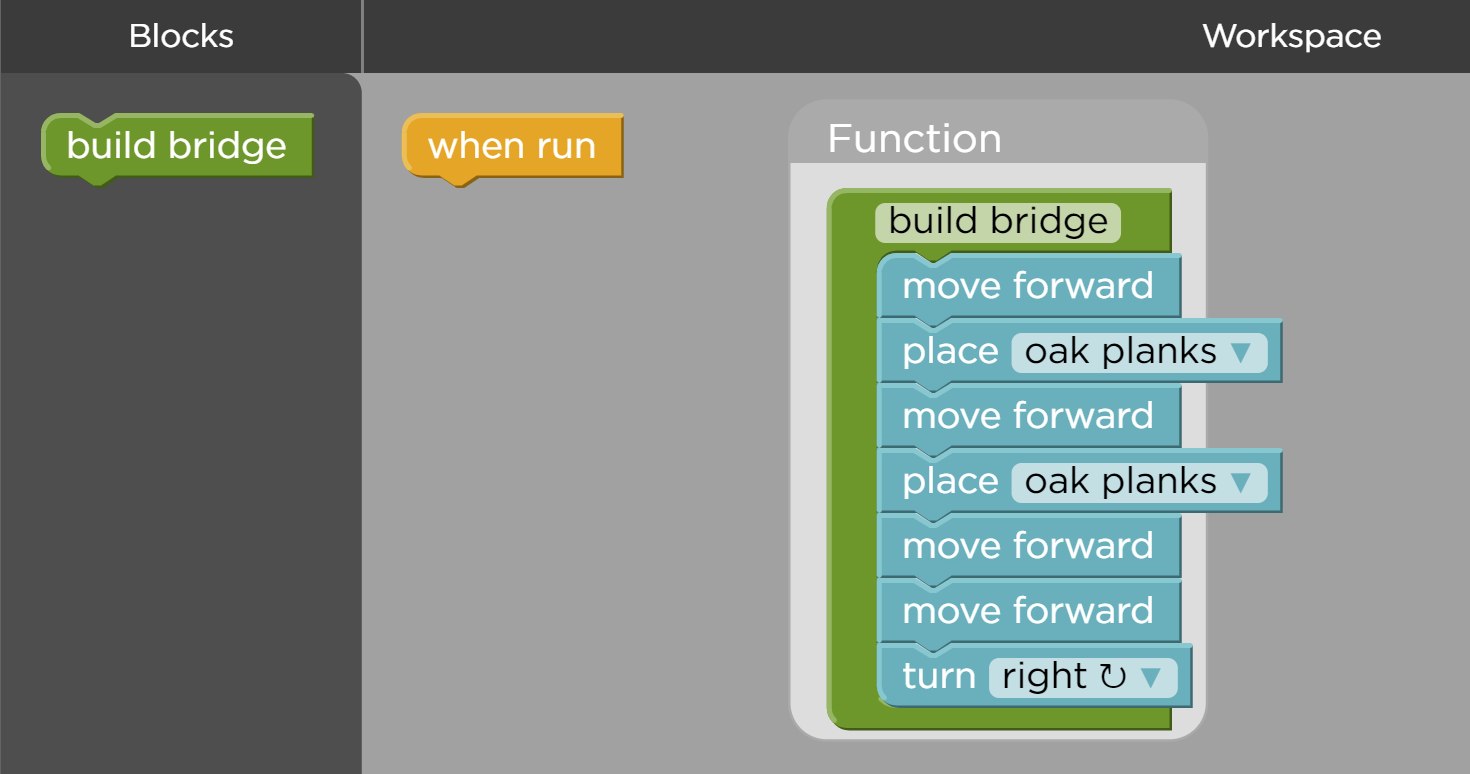 Blocks
Workspace
build bridge
when run
Function
build bridge
move forward
place oak planks ▼
move forward
place oak planks ▼
move forward
move forward
turn right ↻ ▼